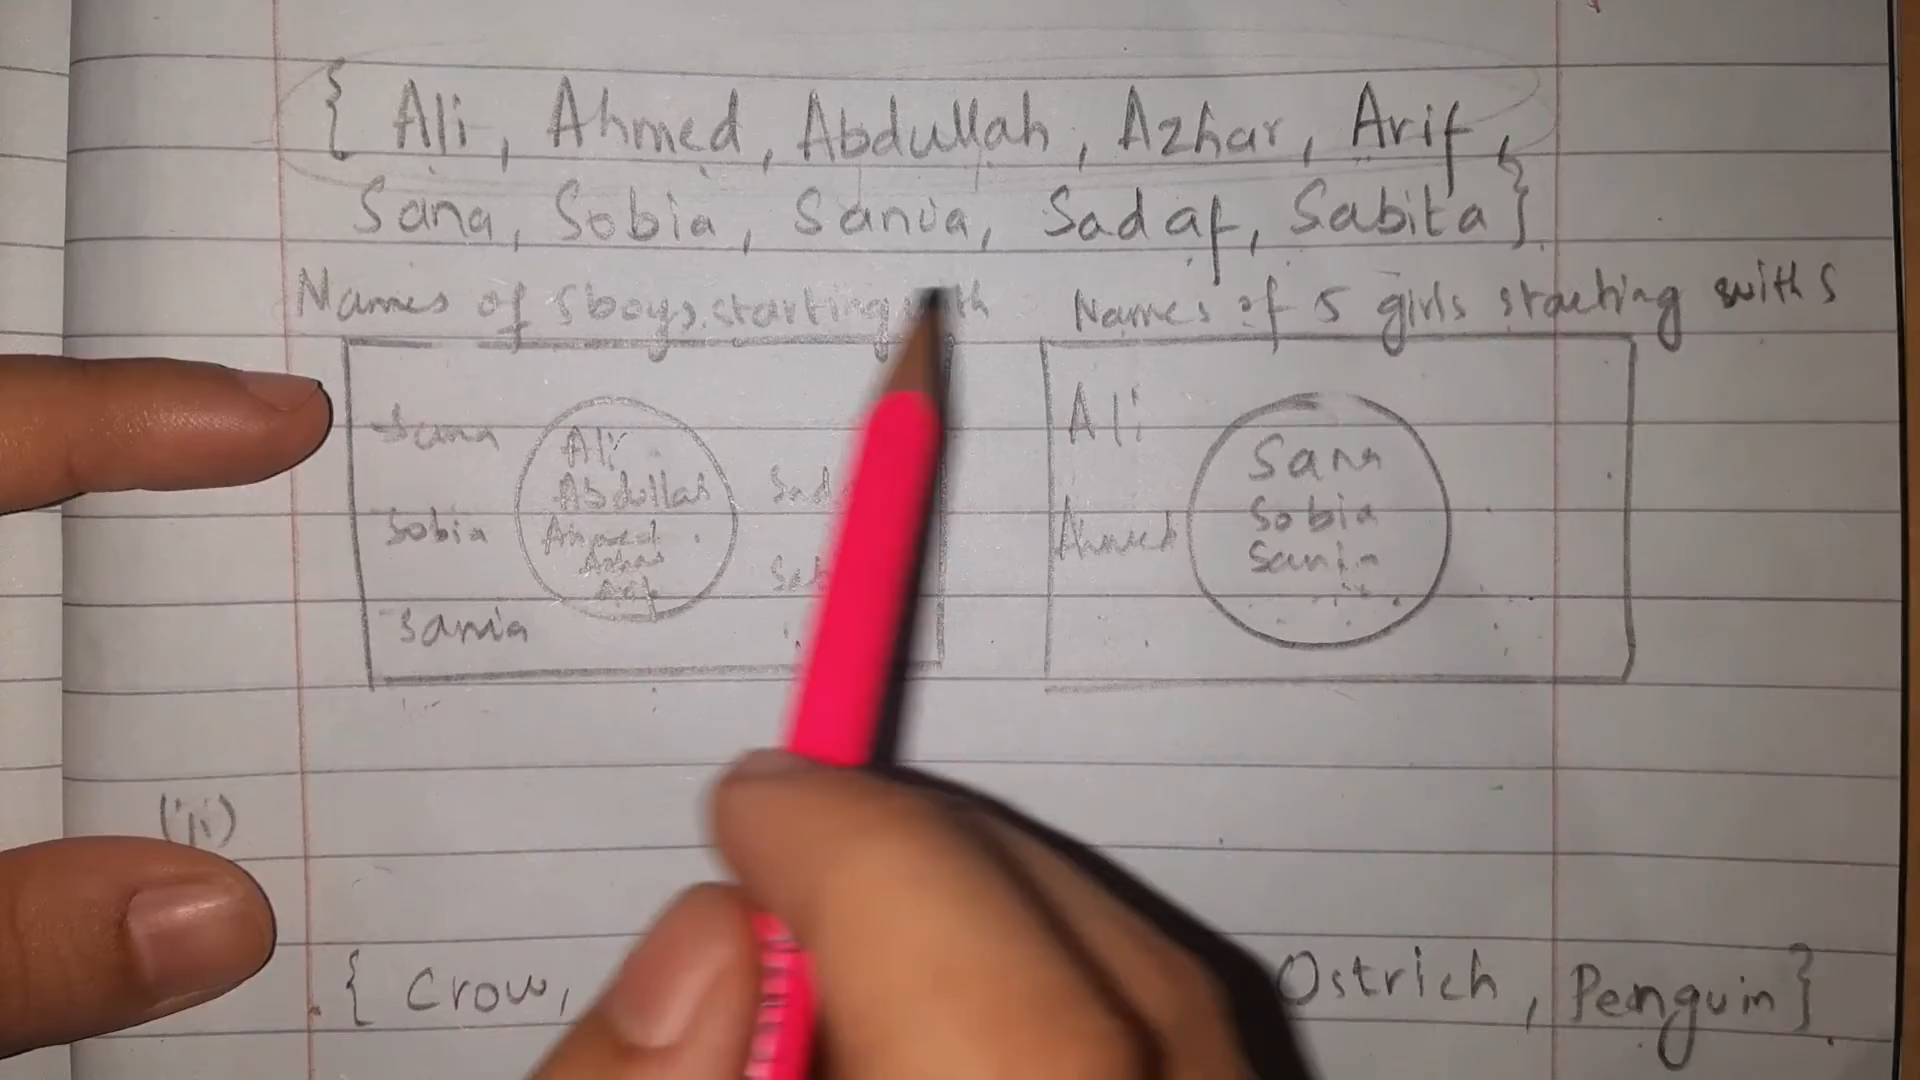 { Ali, Ahmed, Abdullah, Azhar, Arif,
Sana, Sobia, Sania, Sadaf, Sabita }
Names of 5 boys starting
Names of 5 girls starting with S
Sana
Sobia
Sania
Ali
Abdullah
Ahmed
Azhar
Arif
Ali
Ahmed
Sana
Sobia
Sania
(ii)
{ Crow,
Ostrich, Penguin }